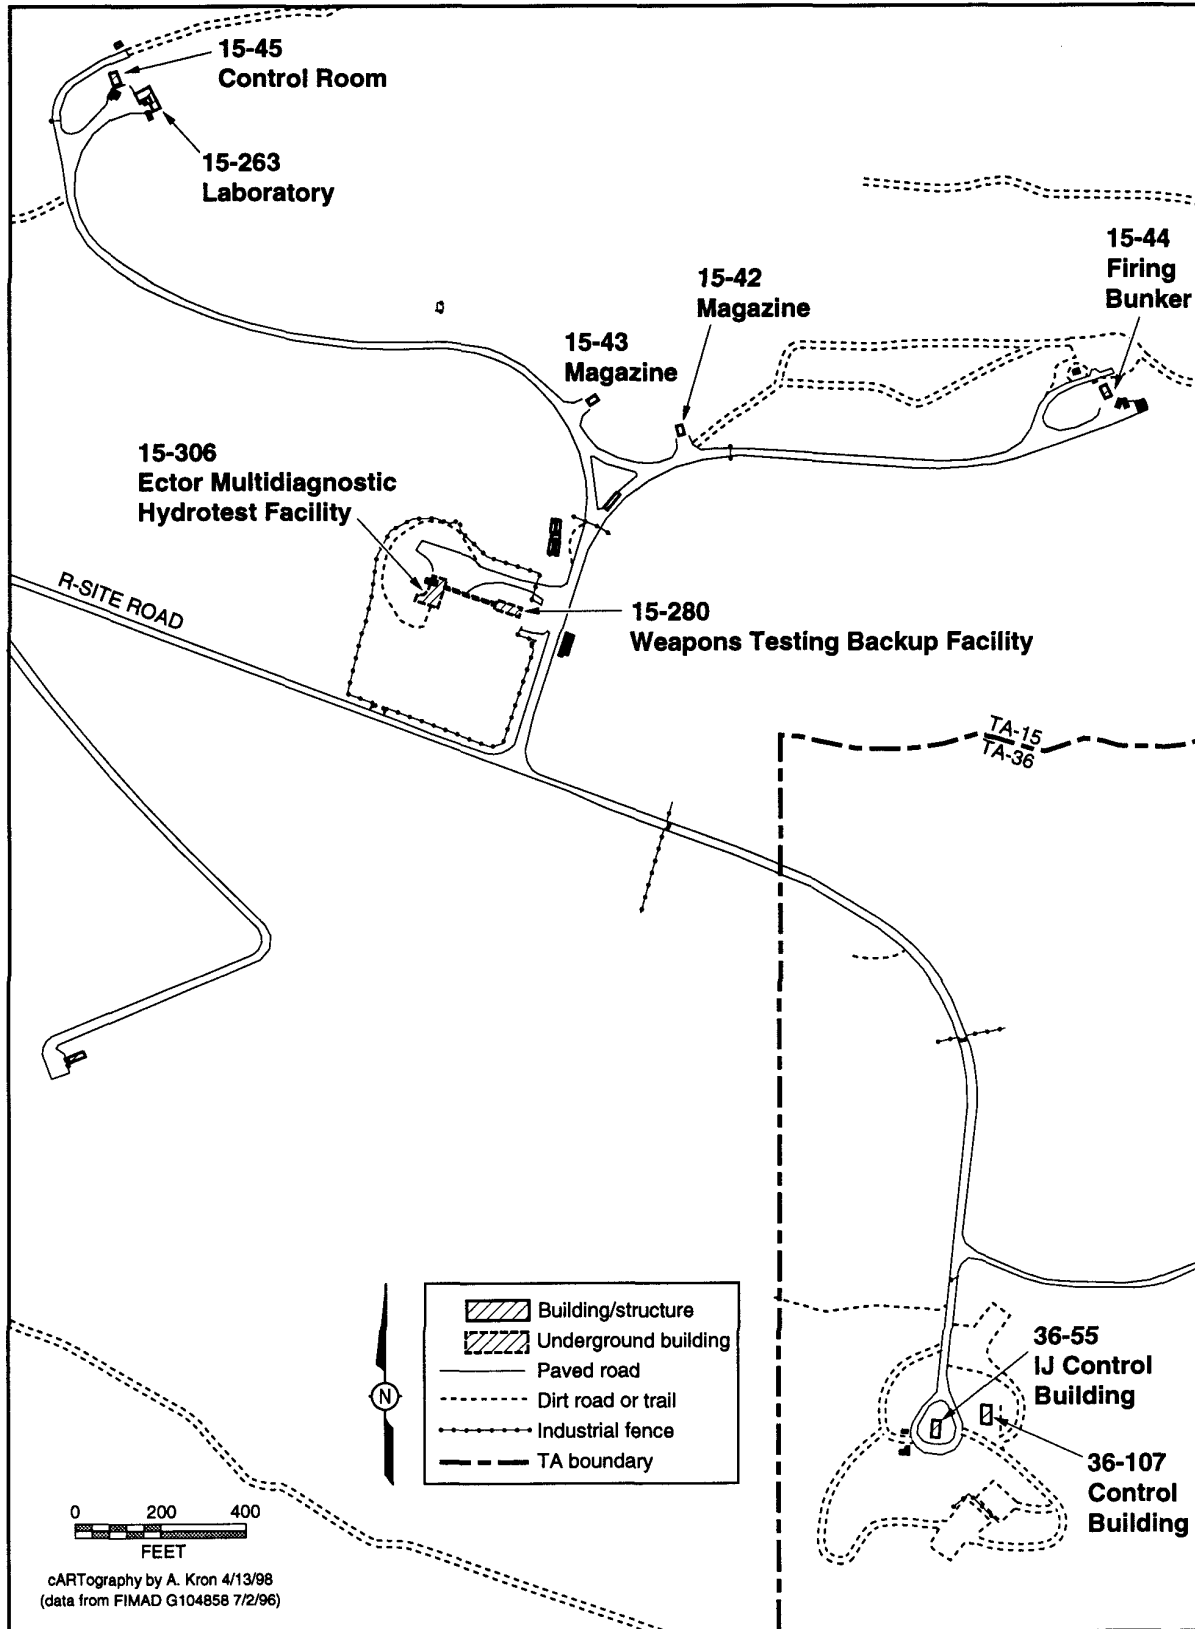 15-45
Control Room
15-263
Laboratory
15-44
Firing
Bunker
15-42
Magazine
15-43
Magazine
15-306
Ector Multidiagnostic
Hydrotest Facility
R-SITE ROAD
15-280
Weapons Testing Backup Facility
TA-15
TA-36
Building/structure
Underground building
Paved road
Dirt road or trail
Industrial fence
TA boundary
N
36-55
IJ Control
Building
36-107
Control
Building
0 200 400
FEET
cARTography by A. Kron 4/13/98
(data from FIMAD G104858 7/2/96)